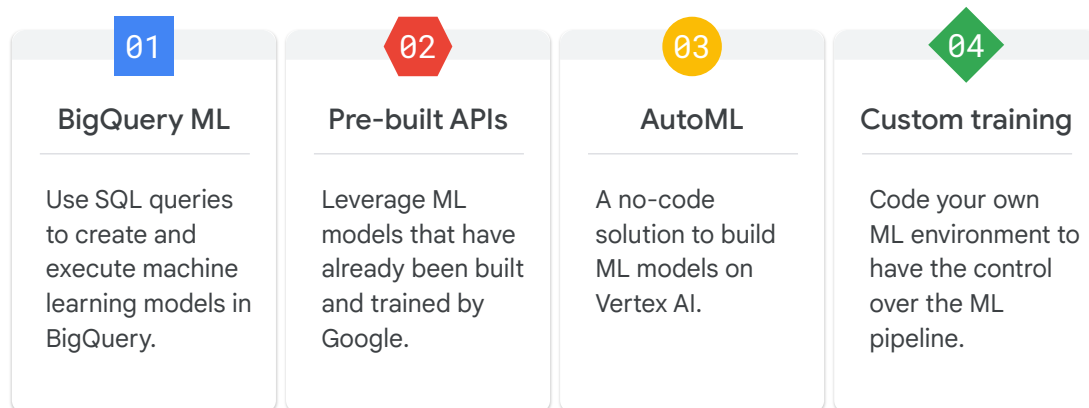 01
BigQuery ML
Use SQL queries
to create and
execute machine
learning models in
BigQuery.
02
Pre-built APIs
Leverage ML
models that have
already been built
and trained by
Google.
03
AutoML
A no-code
solution to build
ML models on
Vertex AI.
04
Custom training
Code your own
ML environment to
have the control
over the ML
pipeline.